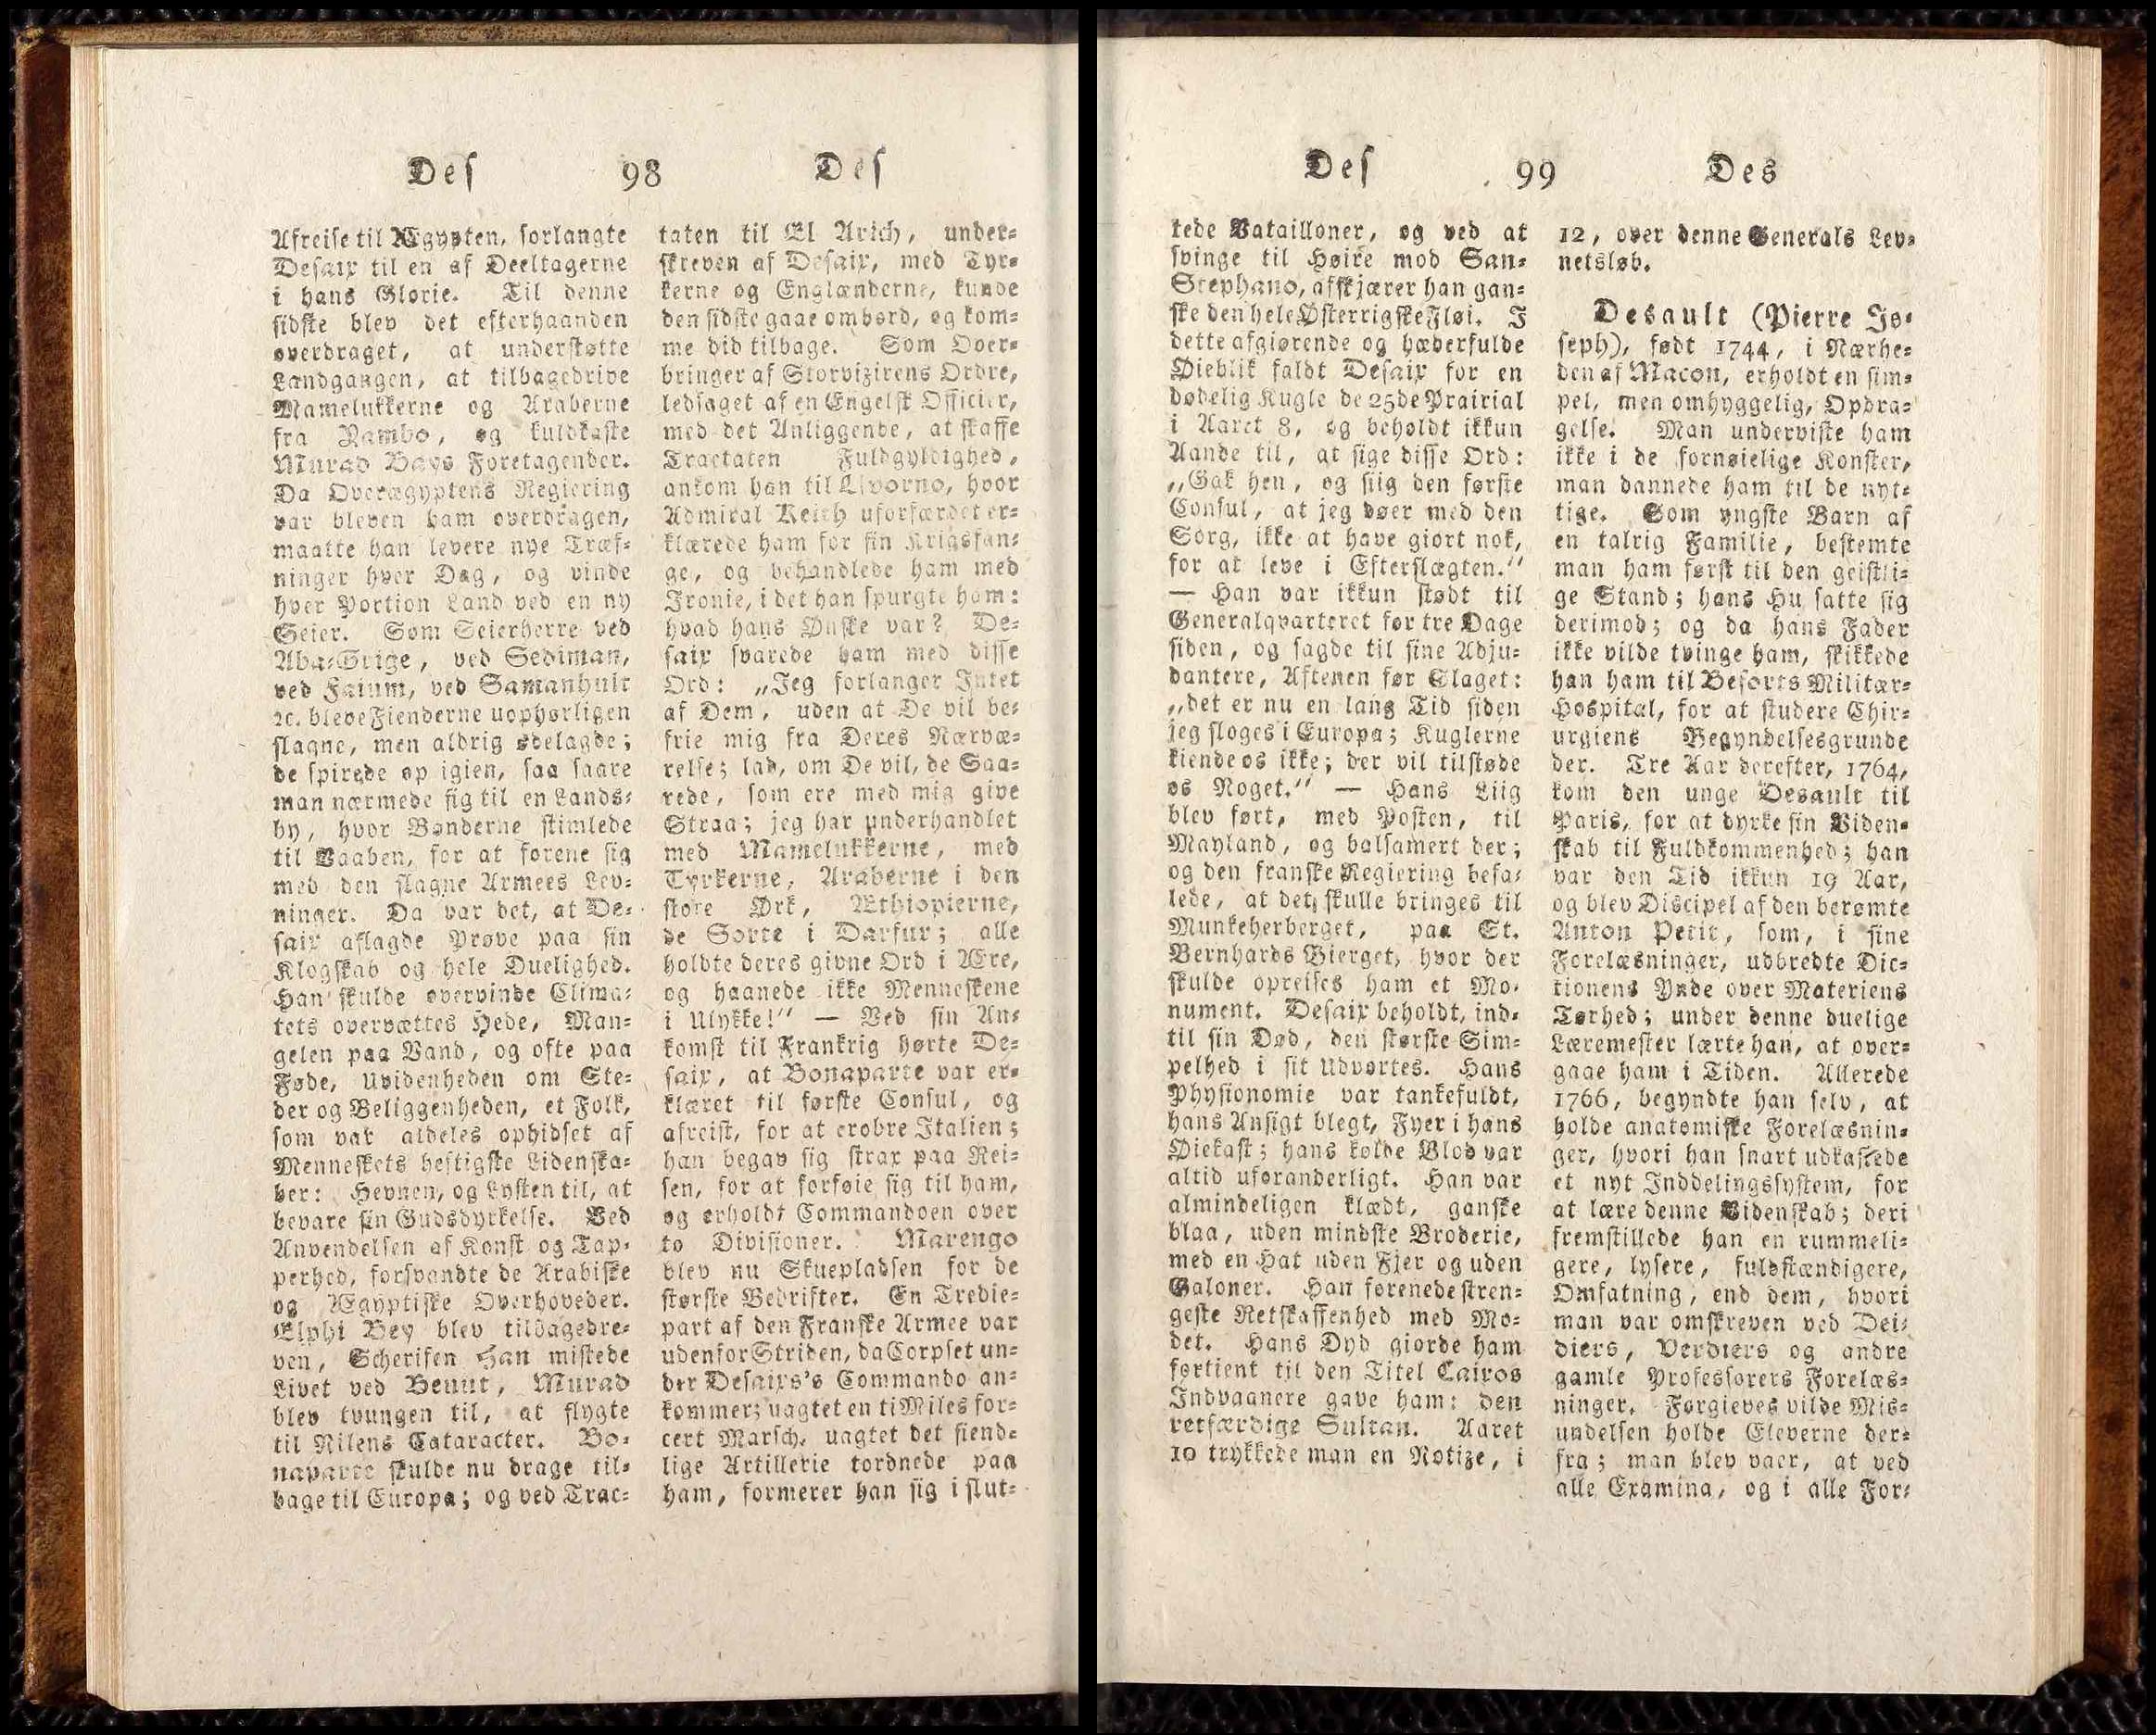 Des 98 Des
Afreise til Ægypten, forlangte
Desaix til en af Deeltagerne
i hans Glorie. Til denne
sidste blev det efterhaanden
overdraget, at understøtte
Landgangen, at tilbagedrive
Mamelukkerne og Araberne
fra Rambo, og kuldkaste
Murad Bays Foretagender.
Da Overægyptens Regiering
var bleven ham overdragen,
maatte han levere nye Træf⸗
ninger hver Dag, og vinde
hver Portion Land ved en ny
Seier. Som Seierherre ved
Aba⸗Grige, ved Sediman,
ved Faium, ved Samanhuit
ꝛc. bleve Fienderne uophørligen
slagne, men aldrig ødelagde;
de spirede op igien, saa saare
man nærmede sig til en Lands⸗
by, hvor Bønderne stimlede
til Vaaben, for at forene sig
med den slagne Armees Lev⸗
ninger. Da var det, at De⸗
saix aflagde Prøve paa sin
Klogskab og hele Duelighed.
Han skulde overvinde Clima⸗
tets overvættes Hede, Man⸗
gelen paa Vand, og ofte paa
Føde, Uvidenheden om Ste⸗
der og Beliggenheden, et Folk,
som var aldeles ophidset af
Menneskets heftigste Lidenska⸗
ber: Hevnen, og Lysten til, at
bevare sin Gudsdyrkelse. Ved
Anvendelsen af Konst og Tap⸗
perhed, forsvandte de Arabiske
og Ægyptiske Overhoveder.
Elphi Bey blev tilbagedre⸗
ven, Scherifen Han mistede
Livet ved Benut, Murad
blev tvungen til, at flygte
til Nilens Cataracter. Bo⸗
naparte skulde nu drage til⸗
bage til Europa; og ved Trac⸗
taten til El Arich, under⸗
skreven af Desaix, med Tyr⸗
kerne og Englænderne, kunde
den sidste gaae ombord, og kom⸗
me did tilbage. Som Over⸗
bringer af Storvizirens Ordre,
ledsaget af en Engelsk Officier,
med det Anliggende, at skaffe
Tractaten Fuldgyldighed,
ankom han til Livorno, hvor
Admiral Keith uforfærdet er⸗
klærede ham for sin Krigsfan⸗
ge, og behandlede ham med
Ironie, i det han spurgte ham:
hvad hans Ønske var? De⸗
saix svarede ham med disse
Ord: „Jeg forlanger Intet
af Dem, uden at De vil be⸗
frie mig fra Deres Nærvæ⸗
relse; lad, om De vil, de Saa⸗
rede, som ere med mig give
Straa; jeg har underhandlet
med Mamelukkerne, med
Tyrkerne, Araberne i den
store Ørk, Æthiopierne,
de Sorte i Darfur; alle
holdte deres givne Ord i Ære,
og haanede ikke Menneskene
i Ulykke!“ — Ved sin An⸗
komst til Frankrig hørte De⸗
saix, at Bonaparte var er⸗
klæret til første Consul, og
afreist, for at erobre Italien;
han begav sig strax paa Rei⸗
sen, for at forføie sig til ham,
og erholdt Commandoen over
to Divisioner. Marengo
blev nu Skuepladsen for de
største Bedrifter. En Tredie⸗
part af den Franske Armee var
udenfor Striden, da Corpset un⸗
der Desaixs's Commando an⸗
kommer; uagtet en ti Miles for⸗
cert Marsch, uagtet det fiend⸗
lige Artillerie tordnede paa
ham, formerer han sig i slut⸗
Des 99 Des
tede Batailloner, og ved at
svinge til Høire mod San⸗
Stephano, afskjærer han gan⸗
ske den hele Østerrigske Fløi. I
dette afgiørende og hæderfulde
Øieblik faldt Desaix for en
dødelig Kugle de 25de Prairial
i Aaret 8, og beholdt ikkun
Aande til, at sige disse Ord:
„Gak hen, og siig den første
Consul, at jeg døer med den
Sorg, ikke at have giort nok,
for at leve i Efterslægten.“
— Han var ikkun stødt til
Generalqvarteret for tre Dage
siden, og sagde til sine Adju⸗
dantere, Aftenen før Slaget:
„det er nu en lang Tid siden
jeg sloges i Europa; Kuglerne
kiende os ikke; der vil tilstøde
os Noget.“ — Hans Liig
blev ført, med Posten, til
Mayland, og balsamert der;
og den franske Regiering befa⸗
lede, at det skulle bringes til
Munkeherberget, paa St.
Bernhards Bierget, hvor der
skulde opreises ham et Mo⸗
nument. Desaix beholdt, ind⸗
til sin Død, den største Sim⸗
pelhed i sit Udvortes. Hans
Physionomie var tankefuldt,
hans Ansigt blegt, Fyer i hans
Øiekast; hans kolde Blod var
altid uforanderligt. Han var
almindeligen klædt, ganske
blaa, uden mindste Broderie,
med en Hat uden Fjer og uden
Galoner. Han forenede stren⸗
geste Retskaffenhed med Mo⸗
det. Hans Dyd giorde ham
fortient til den Titel Cairos
Indvaanere gave ham: den
retfærdige Sultan. Aaret
10 trykkede man en Notize, i
12, over denne Generals Lev⸗
netsløb.
Desault (Pierre Jo⸗
seph), født 1744, i Nærhe⸗
den af Macon, erholdt en sim⸗
pel, men omhyggelig, Opdra⸗
gelse. Man underviste ham
ikke i de fornøielige Konster,
man dannede ham til de nyt⸗
tige. Som yngste Barn af
en talrig Familie, bestemte
man ham først til den geistli⸗
ge Stand; hans Hu satte sig
derimod; og da hans Fader
ikke vilde tvinge ham, skikkede
han ham til Beforts Militær⸗
Hospital, for at studere Chir⸗
urgiens Begyndelsesgrunde
der. Tre Aar derefter, 1764,
kom den unge Desault til
Paris, for at dyrke sin Viden⸗
skab til Fuldkommenhed; han
var den Tid ikkun 19 Aar,
og blev Discipel af den berømte
Anton Petit, som, i sine
Forelæsninger, udbredte Dic⸗
tionens Ynde over Materiens
Tørhed; under denne duelige
Læremester lærte han, at over⸗
gaae ham i Tiden. Allerede
1766, begyndte han selv, at
holde anatomiske Forelæsnin⸗
ger, hvori han snart udkastede
et nyt Inddelingssystem, for
at lære denne Videnskab; deri
fremstillede han en rummeli⸗
gere, lysere, fuldstændigere,
Omfatning, end dem, hvori
man var omskreven ved Dei⸗
diers, Verdiers og andre
gamle Professorers Forelæs⸗
ninger. Forgieves vilde Mis⸗
undelsen holde Eleverne der⸗
fra; man blev vaer, at ved
alle Examina, og i alle For⸗